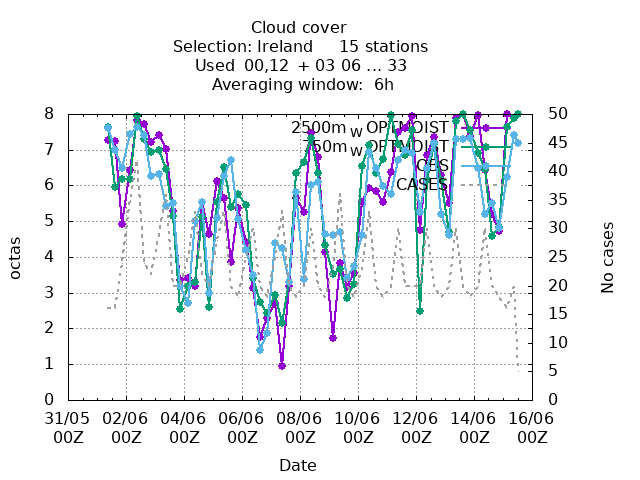 Cloud cover
Selection: Ireland 15 stations
Used 00,12 + 03 06 ... 33
Averaging window: 6h
octas
No cases
8
7
6
5
4
3
2
1
0
50
45
40
35
30
25
20
15
10
5
0
2500m W OPTMOIST
750m W OPTMOIST
OBS
CASES
31/05 02/06 04/06 06/06 08/06 10/06 12/06 14/06 16/06
00Z 00Z 00Z 00Z 00Z 00Z 00Z 00Z 00Z
Date